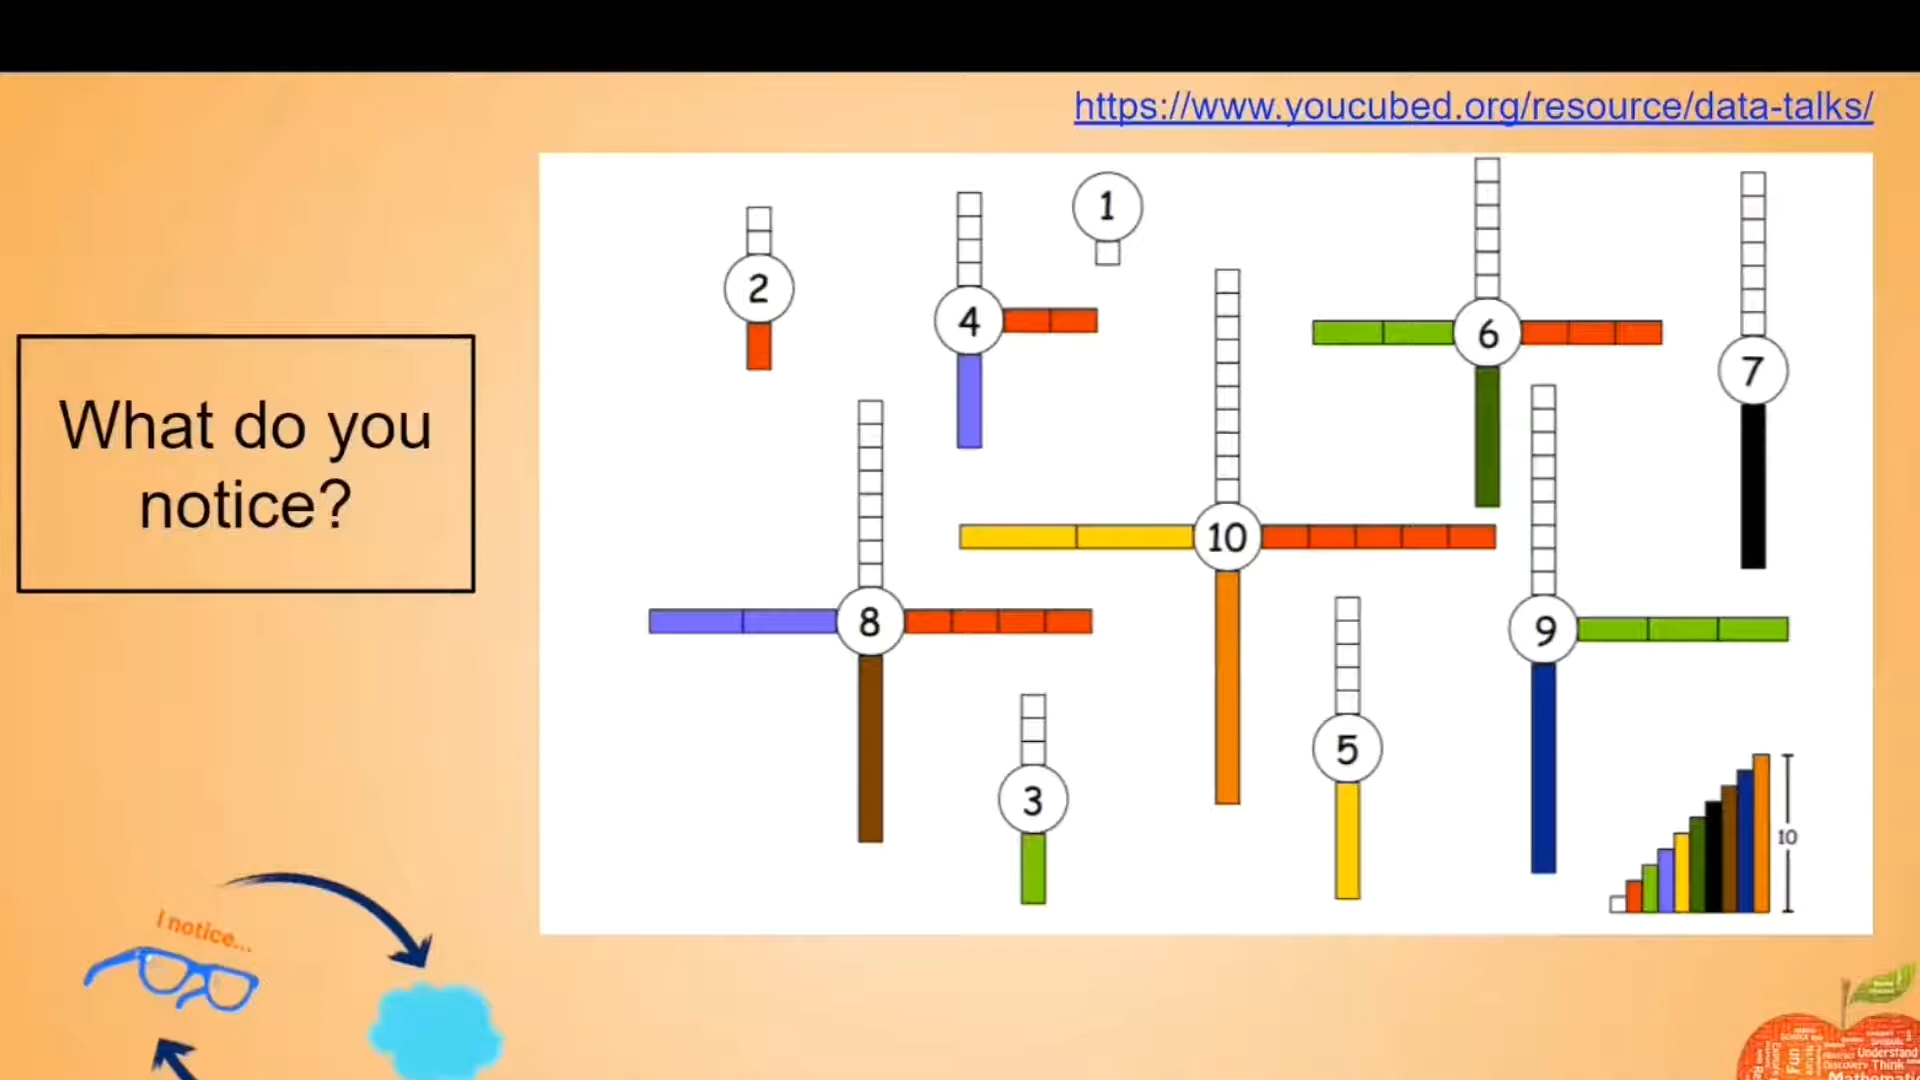 https://www.youcubed.org/resource/data-talks/
What do you
notice?
1
2
4
6
7
10
8
9
5
3
10
I notice...
Fun
Understand
Think